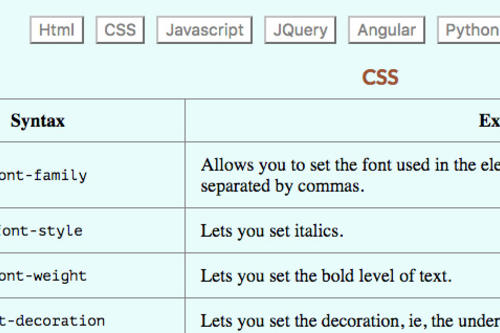 Html CSS Javascript JQuery Angular Python
CSS
Syntax Ex
ont-family Allows you to set the font used in the ele
separated by commas.
font-style Lets you set italics.
ont-weight Lets you set the bold level of text.
t-decoration Lets you set the decoration, ie, the under